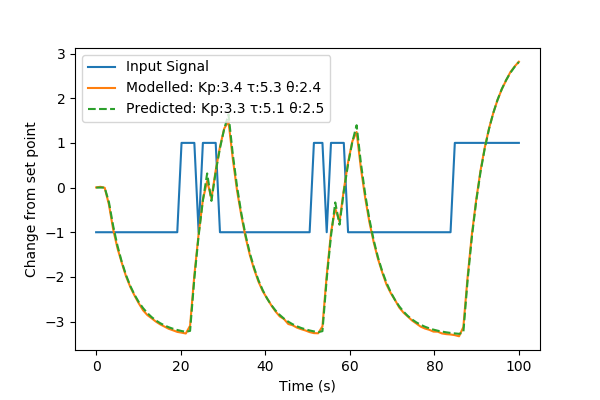 3
2
1
0
−1
−2
−3
Change from set point
Input Signal
Modelled: Kp:3.4 τ:5.3 θ:2.4
Predicted: Kp:3.3 τ:5.1 θ:2.5
0 20 40 60 80 100
Time (s)